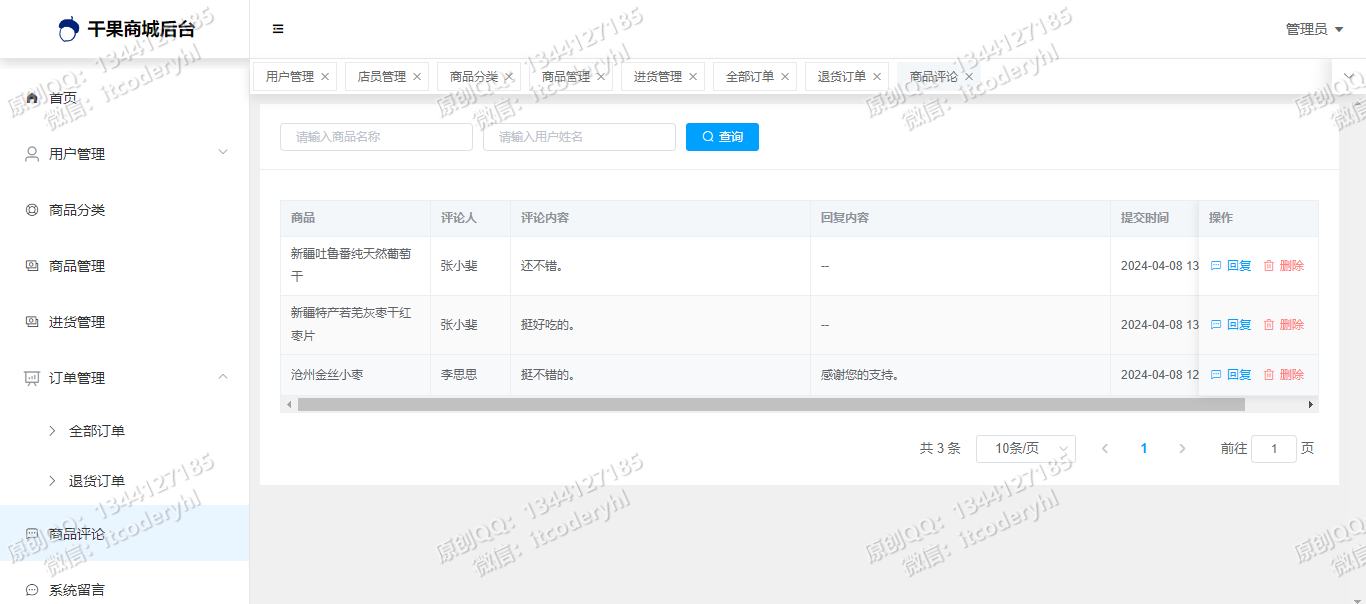 干果商城后台
管理员
用户管理
店员管理
商品分类
商品管理
进货管理
全部订单
退货订单
商品评论
首页
用户管理
商品分类
商品管理
进货管理
订单管理
全部订单
退货订单
商品评论
系统留言
请输入商品名称
请输入用户姓名
查询
商品 评论人 评论内容 回复内容 提交时间 操作
新疆吐鲁番纯天然葡萄
干
张小斐 还不错。 -- 2024-04-08 13 回复 删除
新疆特产若羌灰枣干红
枣片
张小斐 挺好吃的。 -- 2024-04-08 13 回复 删除
沧州金丝小枣 李思思 挺不错的。 感谢您的支持。 2024-04-08 12 回复 删除
共 3 条 10条/页 1 前往 1 页
原创QQ：1344127185
微信：itcoderyhl
原创QQ：1344127185
微信：itcoderyhl
原创QQ：1344127185
微信：itcoderyhl
原创QQ
微信：
原创QQ：1344127185
微信：itcoderyhl
原创QQ：1344127185
微信：itcoderyhl
原创QQ：1344127185
微信：itcoderyhl
原创QQ
微信：